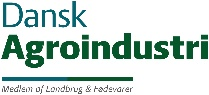 Dansk
Agroindustri
Medlem af Landbrug & Fødevarer